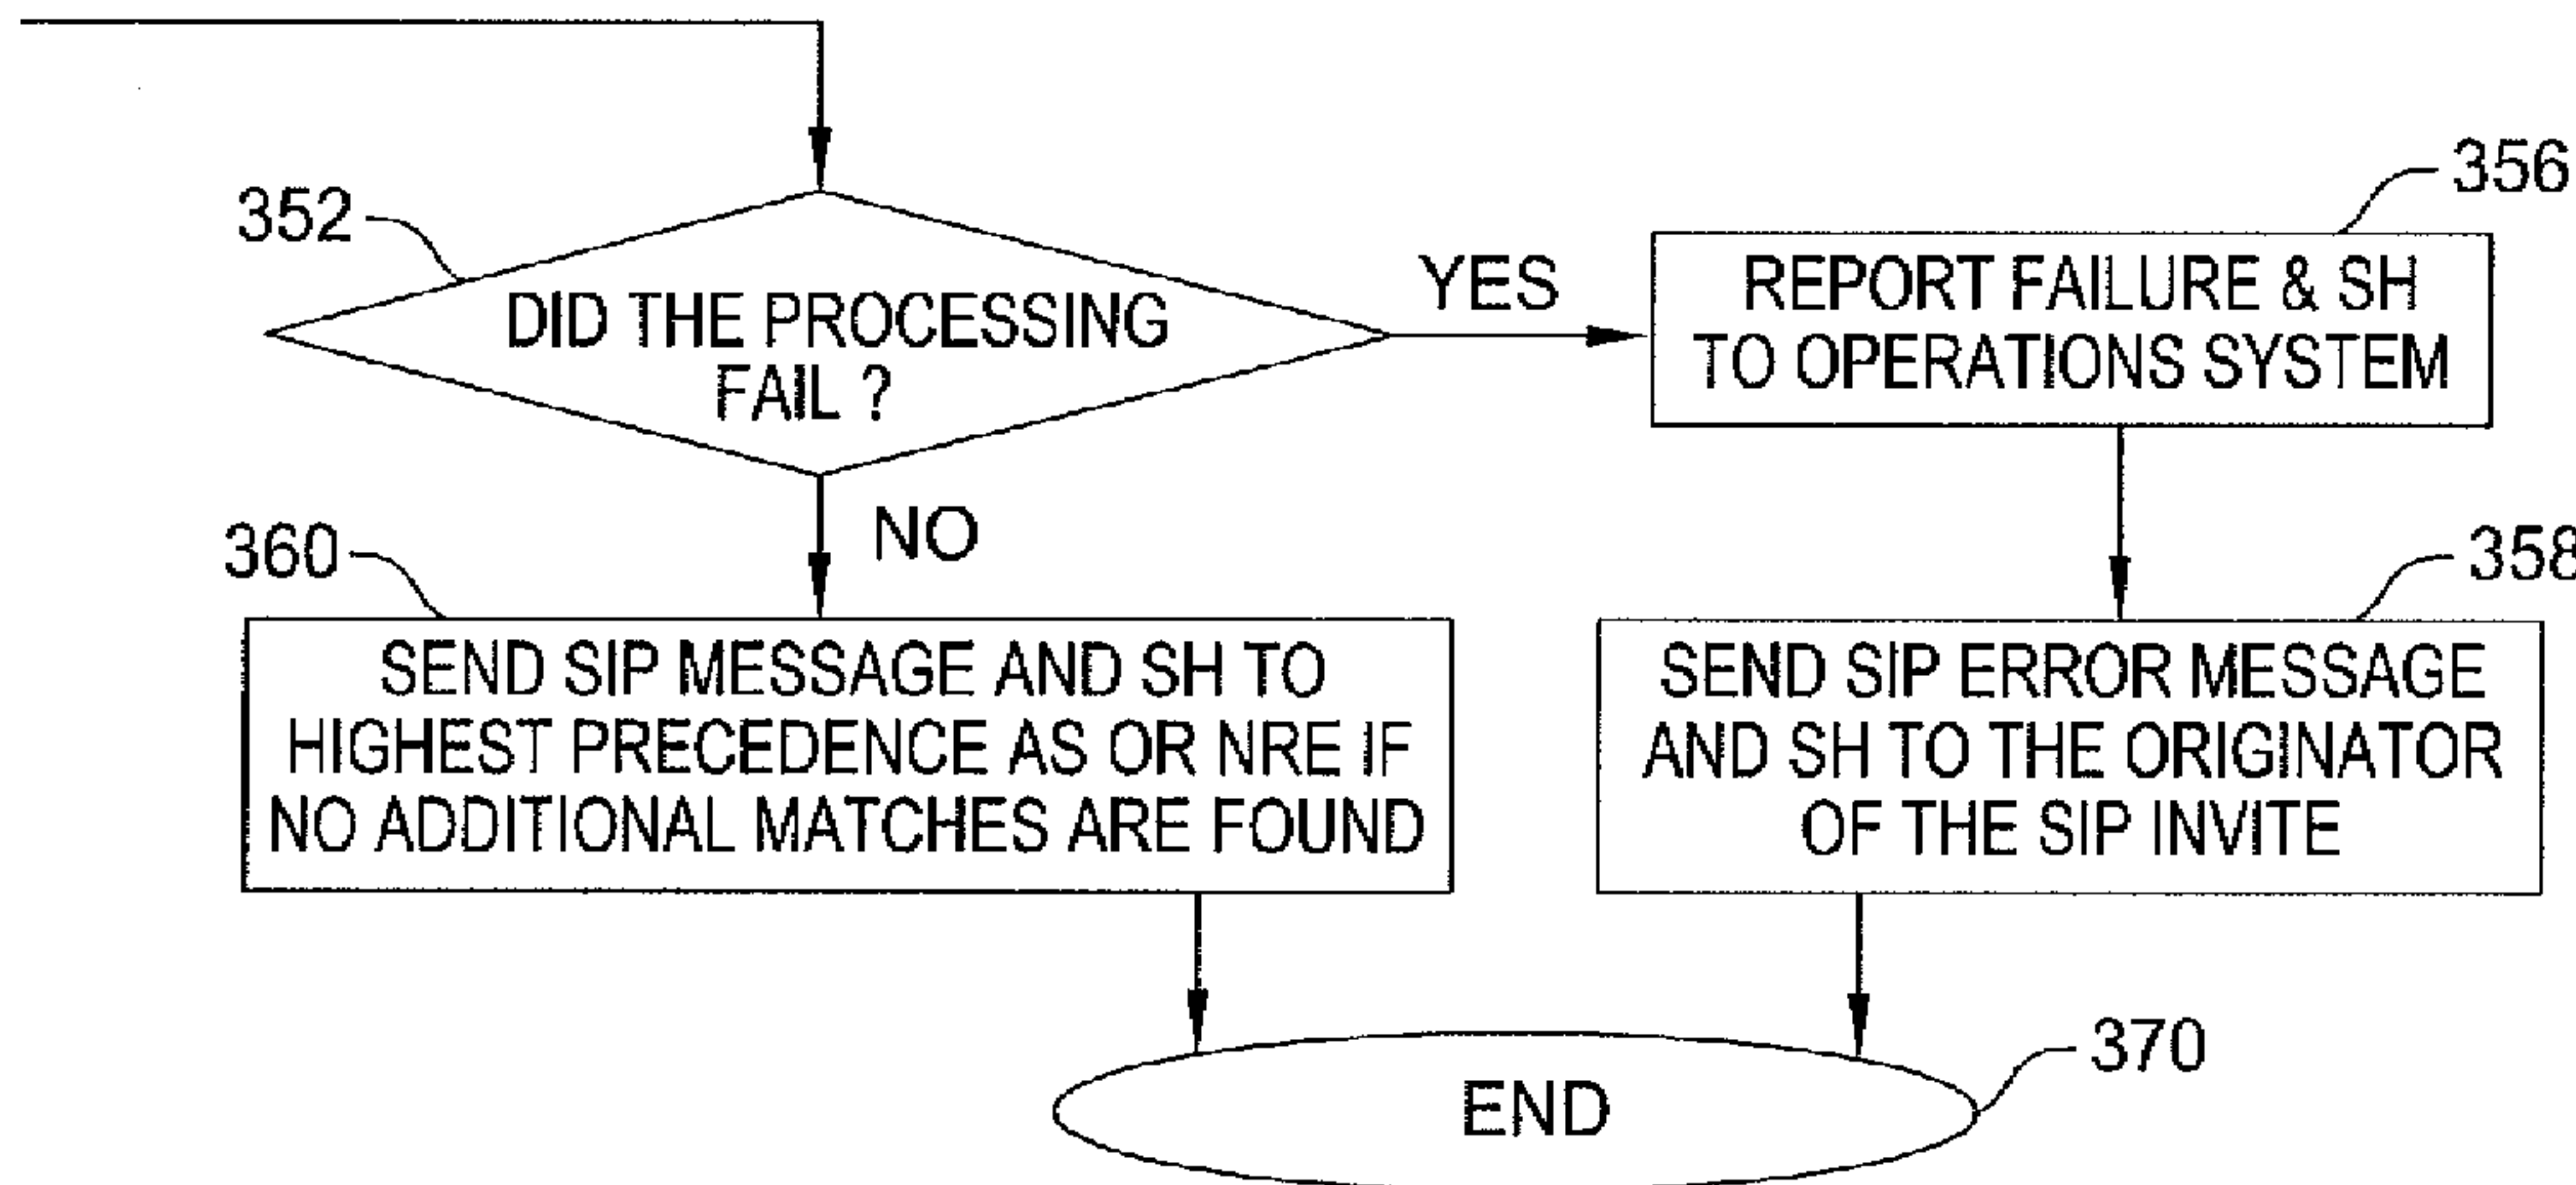 352
DID THE PROCESSING
FAIL ?
YES
356
REPORT FAILURE & SH
TO OPERATIONS SYSTEM
NO
360
SEND SIP MESSAGE AND SH TO
HIGHEST PRECEDENCE AS OR NRE IF
NO ADDITIONAL MATCHES ARE FOUND
358
SEND SIP ERROR MESSAGE
AND SH TO THE ORIGINATOR
OF THE SIP INVITE
END
370